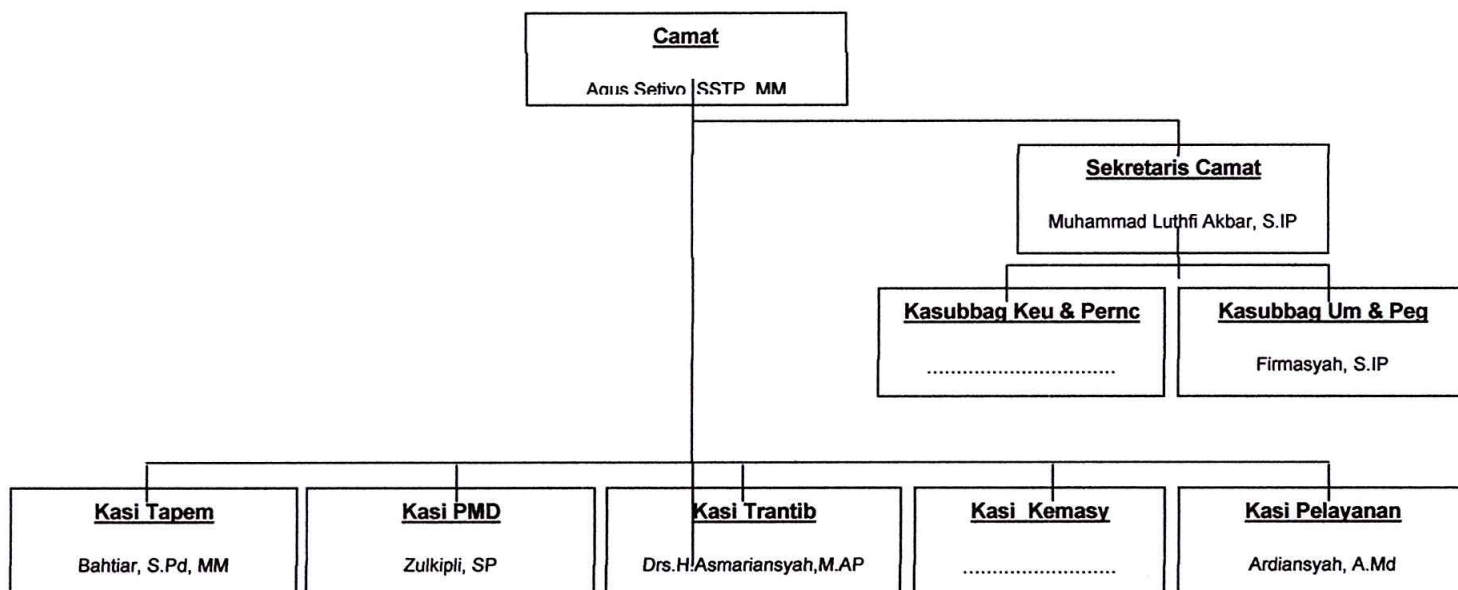 Camat
Agus Setiyo SSTP MM
Sekretaris Camat
Muhammad Luthfi Akbar, S.IP
Kasubbag Keu & Pernc
................................
Kasubbag Um & Peg
Firmasyah, S.IP
Kasi Tapem
Bahtiar, S.Pd, MM
Kasi PMD
Zulkipli, SP
Kasi Trantib
Drs.H.Asmariansyah,M.AP
Kasi Kemasy
................................
Kasi Pelayanan
Ardiansyah, A.Md